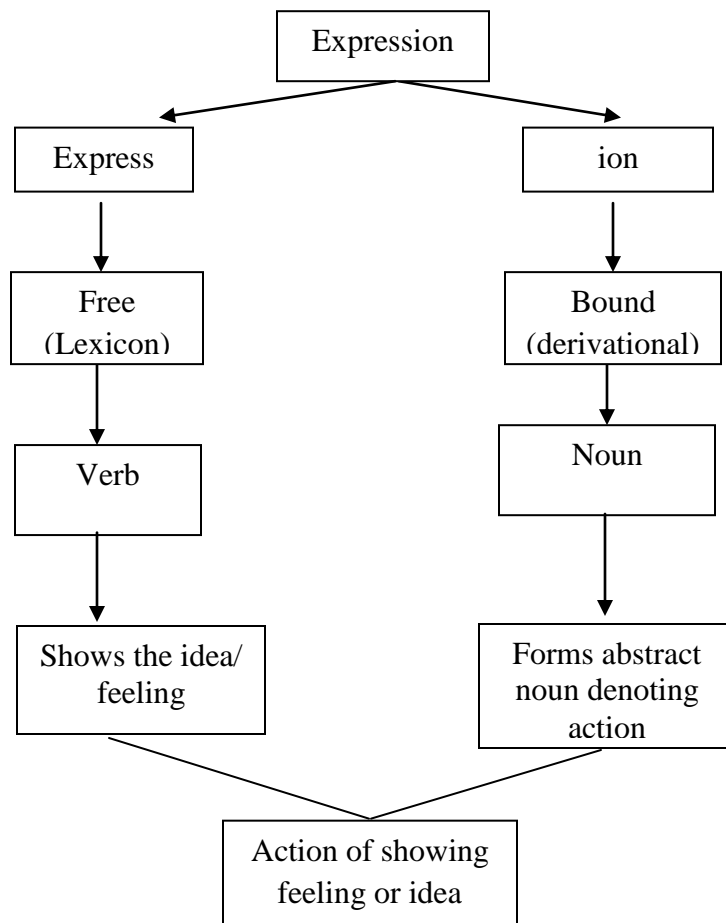 Expression
Express
ion
Free
(Lexicon)
Bound
(derivational)
Verb
Noun
Shows the idea/
feeling
Forms abstract
noun denoting
action
Action of showing
feeling or idea